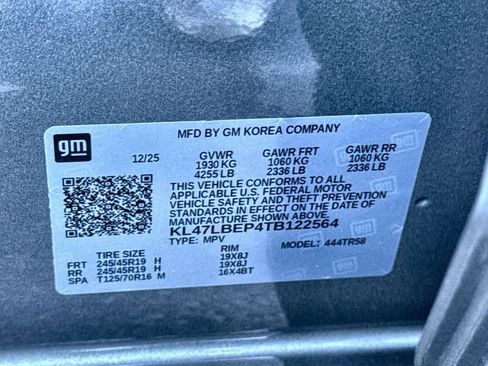 MFD BY GM KOREA COMPANY
gm
12/25 GVWR GAWR FRT GAWR RR
1930 KG 1060 KG 1060 KG
4255 LB 2336 LB 2336 LB
THIS VEHICLE CONFORMS TO ALL
APPLICABLE U.S. FEDERAL MOTOR
VEHICLE SAFETY AND THEFT PREVENTION
STANDARDS IN EFFECT ON THE DATE OF
MANUFACTURE SHOWN ABOVE.
KL47LBEP4TB122564
TYPE: MPV MODEL: 444TR58
TIRE SIZE RIM
FRT 245/45R19 H 19X8J
RR 245/45R19 H 19X8J
SPA T125/70R16 M 16X4BT